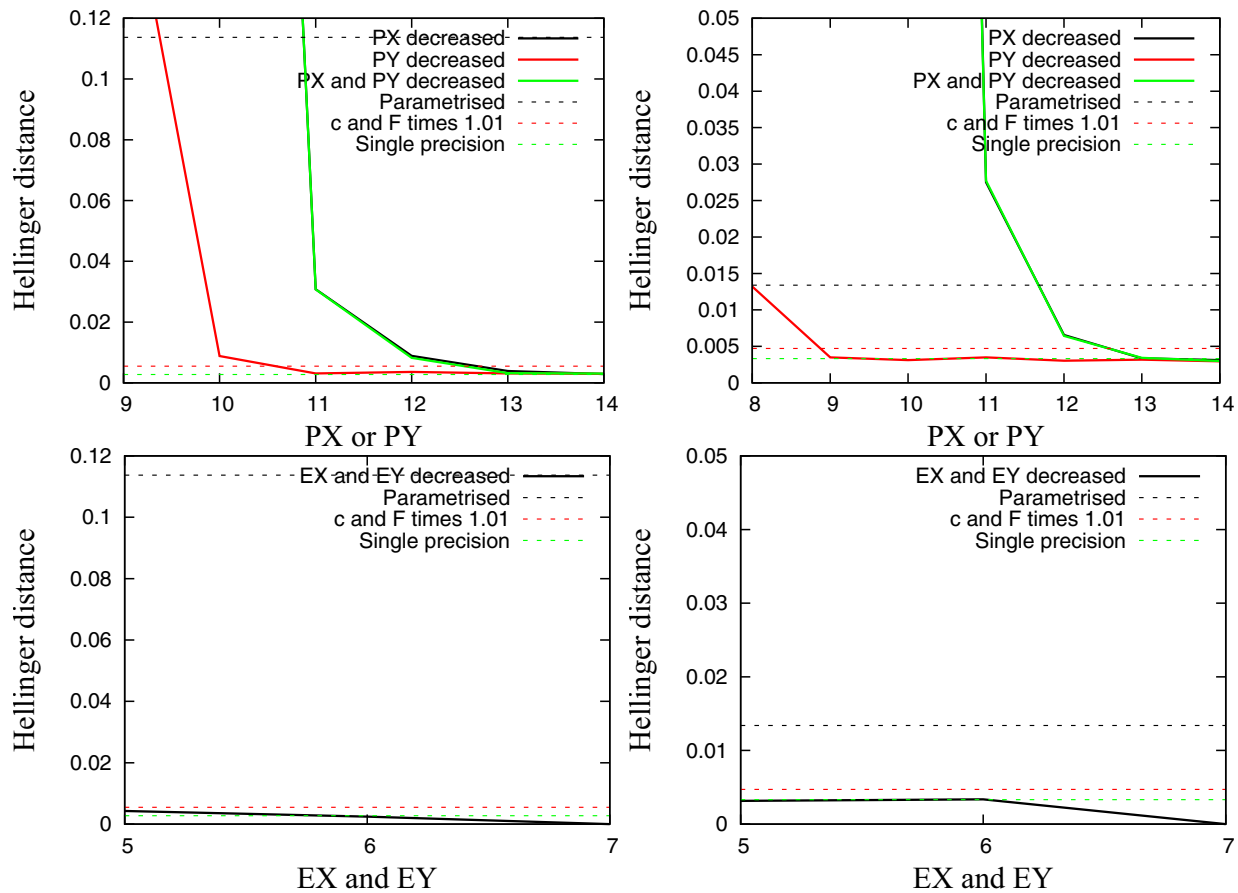 0.12
0.1
0.08
0.06
0.04
0.02
0
Hellinger distance
PX decreased
PY decreased
PX and PY decreased
Parametrised
c and F times 1.01
Single precision
9 10 11 12 13 14
PX or PY
0.05
0.045
0.04
0.035
0.03
0.025
0.02
0.015
0.01
0.005
0
Hellinger distance
PX decreased
PY decreased
PX and PY decreased
Parametrised
c and F times 1.01
Single precision
8 9 10 11 12 13 14
PX or PY
0.12
0.1
0.08
0.06
0.04
0.02
0
Hellinger distance
EX and EY decreased
Parametrised
c and F times 1.01
Single precision
5 6 7
EX and EY
0.05
0.04
0.03
0.02
0.01
0
Hellinger distance
EX and EY decreased
Parametrised
c and F times 1.01
Single precision
5 6 7
EX and EY